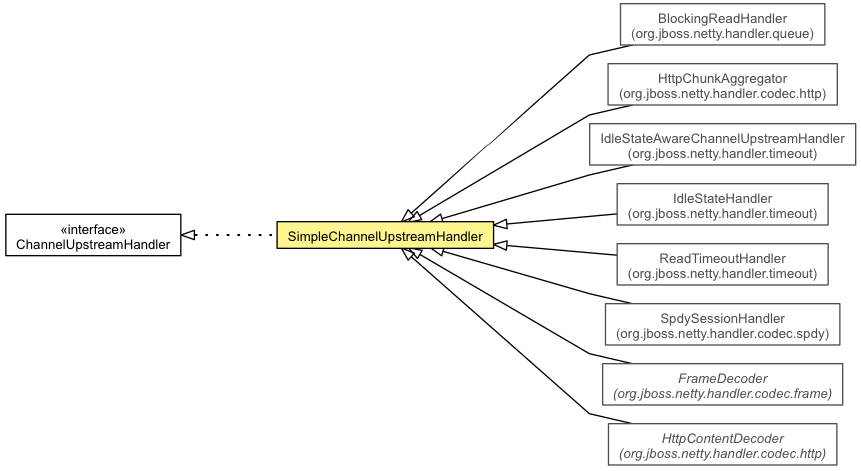 «interface»
ChannelUpstreamHandler
SimpleChannelUpstreamHandler
BlockingReadHandler
(org.jboss.netty.handler.queue)
HttpChunkAggregator
(org.jboss.netty.handler.codec.http)
IdleStateAwareChannelUpstreamHandler
(org.jboss.netty.handler.timeout)
IdleStateHandler
(org.jboss.netty.handler.timeout)
ReadTimeoutHandler
(org.jboss.netty.handler.timeout)
SpdySessionHandler
(org.jboss.netty.handler.codec.spdy)
FrameDecoder
(org.jboss.netty.handler.codec.frame)
HttpContentDecoder
(org.jboss.netty.handler.codec.http)